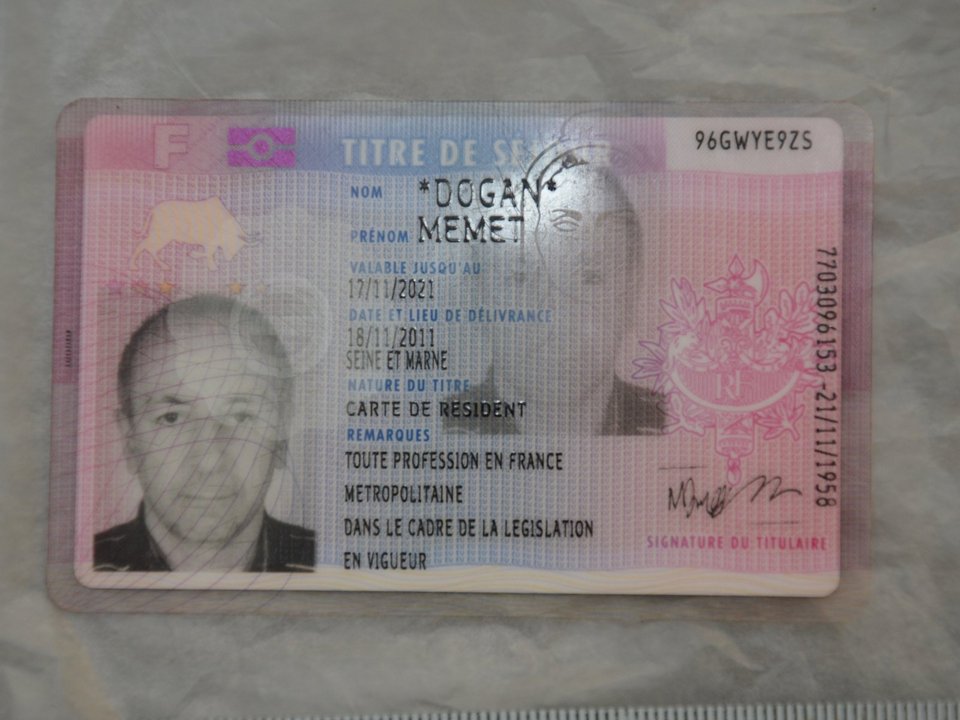 F
TITRE DE SÉJOUR
96GWYE9ZS
NOM *DOGAN*
PRÉNOM MEMET
VALABLE JUSQU'AU
17/11/2021
DATE ET LIEU DE DÉLIVRANCE
18/11/2011
SEINE ET MARNE
NATURE DU TITRE
CARTE DE RESIDENT
REMARQUES
TOUTE PROFESSION EN FRANCE
METROPOLITAINE
DANS LE CADRE DE LA LEGISLATION
EN VIGUEUR
RF
SIGNATURE DU TITULAIRE
7703096153 -21/11/1958